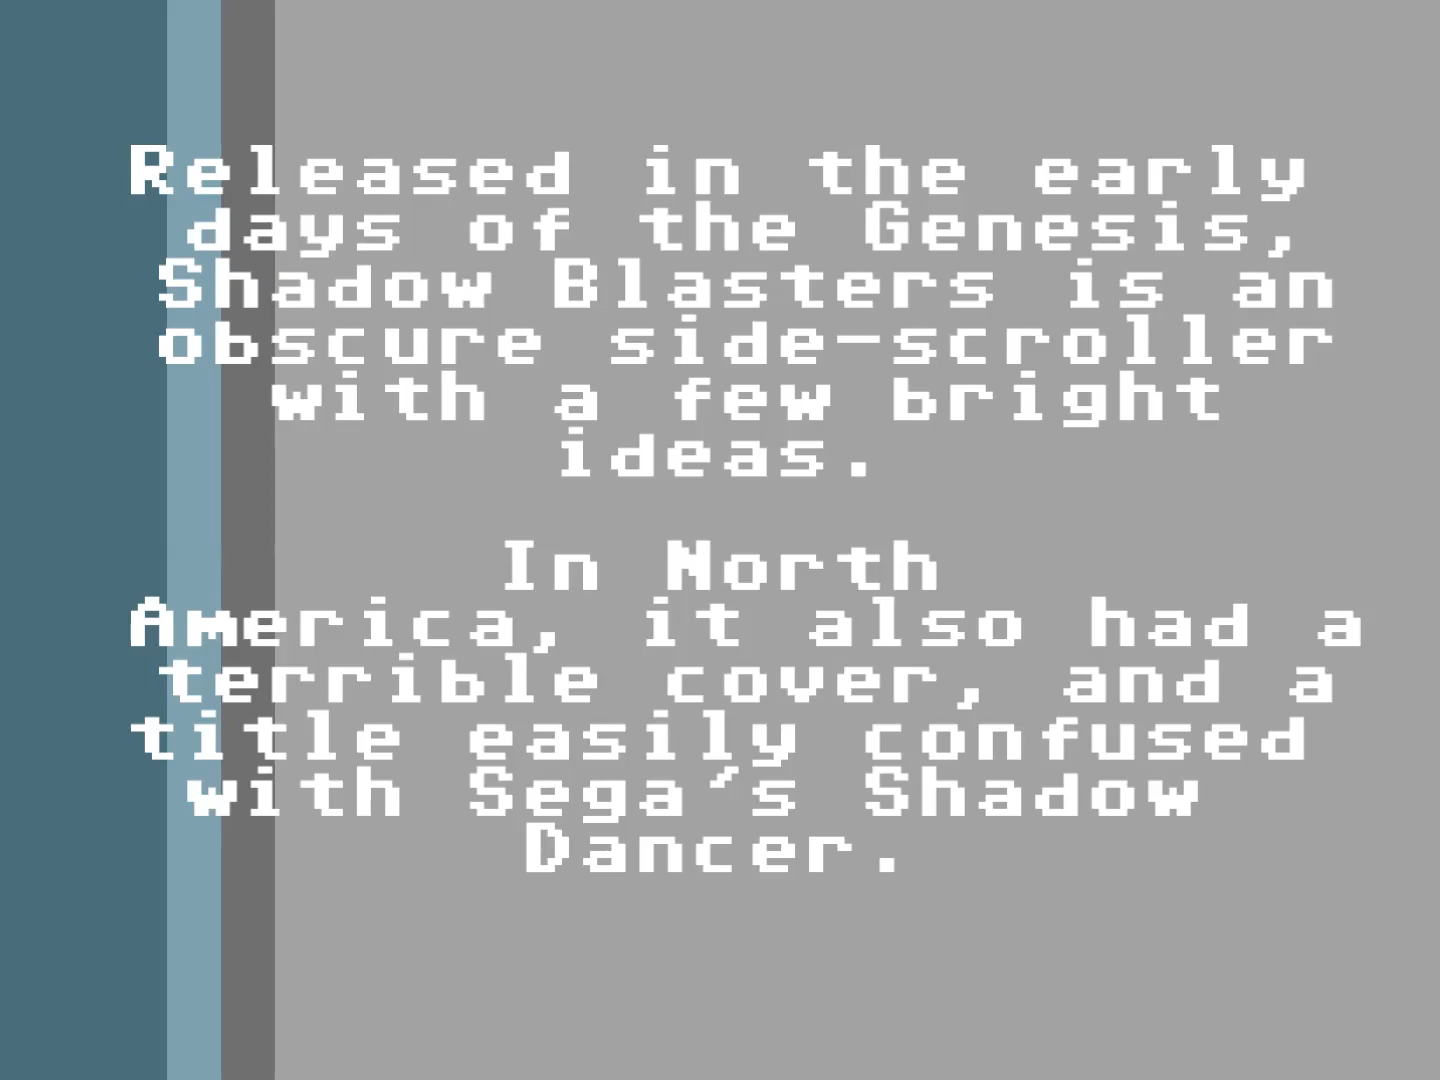 Released in the early
days of the Genesis,
Shadow Blasters is an
obscure side-scroller
with a few bright
ideas.
In North
America, it also had a
terrible cover, and a
title easily confused
with Sega's Shadow
Dancer.